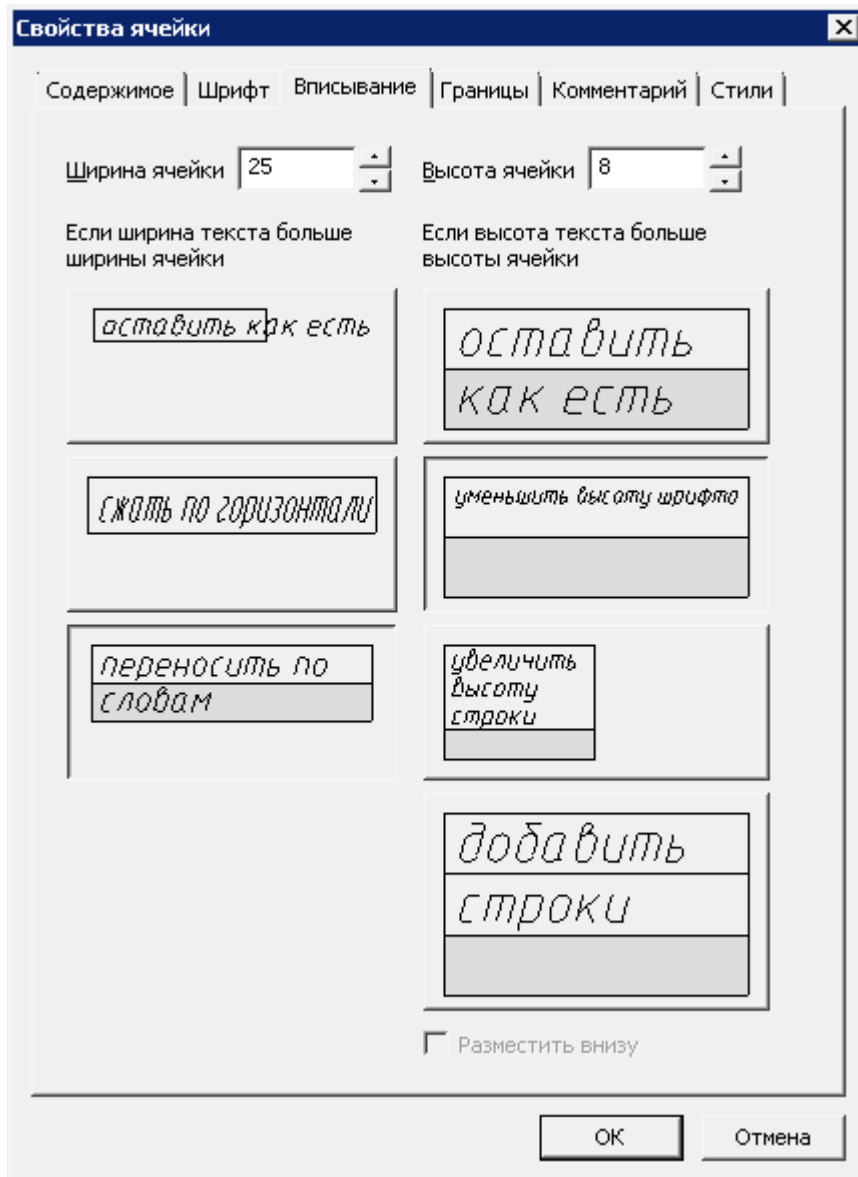 Свойства ячейки
Содержимое
Шрифт
Вписывание
Границы
Комментарий
Стили
Ширина ячейки 25
Высота ячейки 8
Если ширина текста больше
ширины ячейки
Если высота текста больше
высоты ячейки
оставить как есть
оставить
как есть
сжать по горизонтали
уменьшить высоту шрифта
переносить по
словам
увеличить
высоту
строки
добавить
строки
Разместить внизу
ОК
Отмена